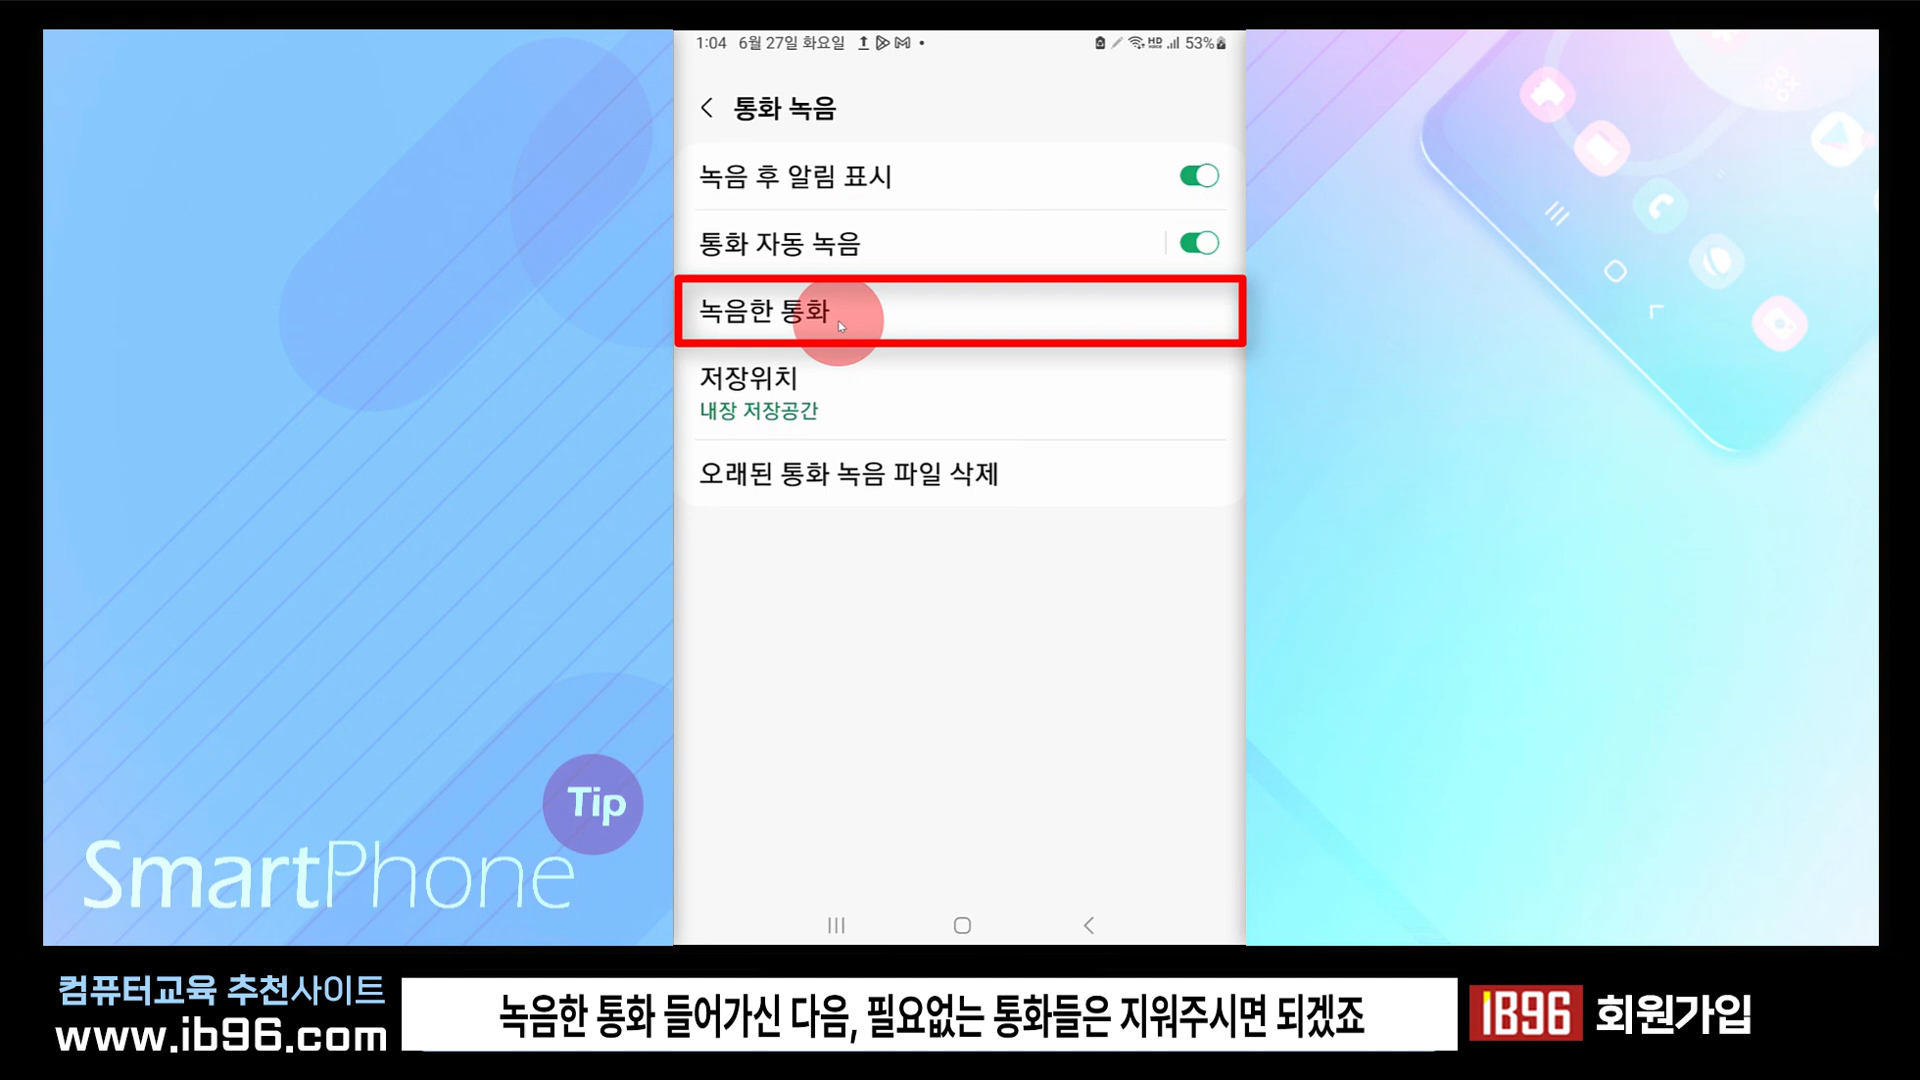 1:04 6월 27일 화요일
HD
53%
통화 녹음
녹음 후 알림 표시
통화 자동 녹음
녹음한 통화
저장위치
내장 저장공간
오래된 통화 녹음 파일 삭제
Tip
SmartPhone
컴퓨터교육 추천사이트
www.ib96.com
녹음한 통화 들어가신 다음, 필요없는 통화들은 지워주시면 되겠죠
IB96 회원가입